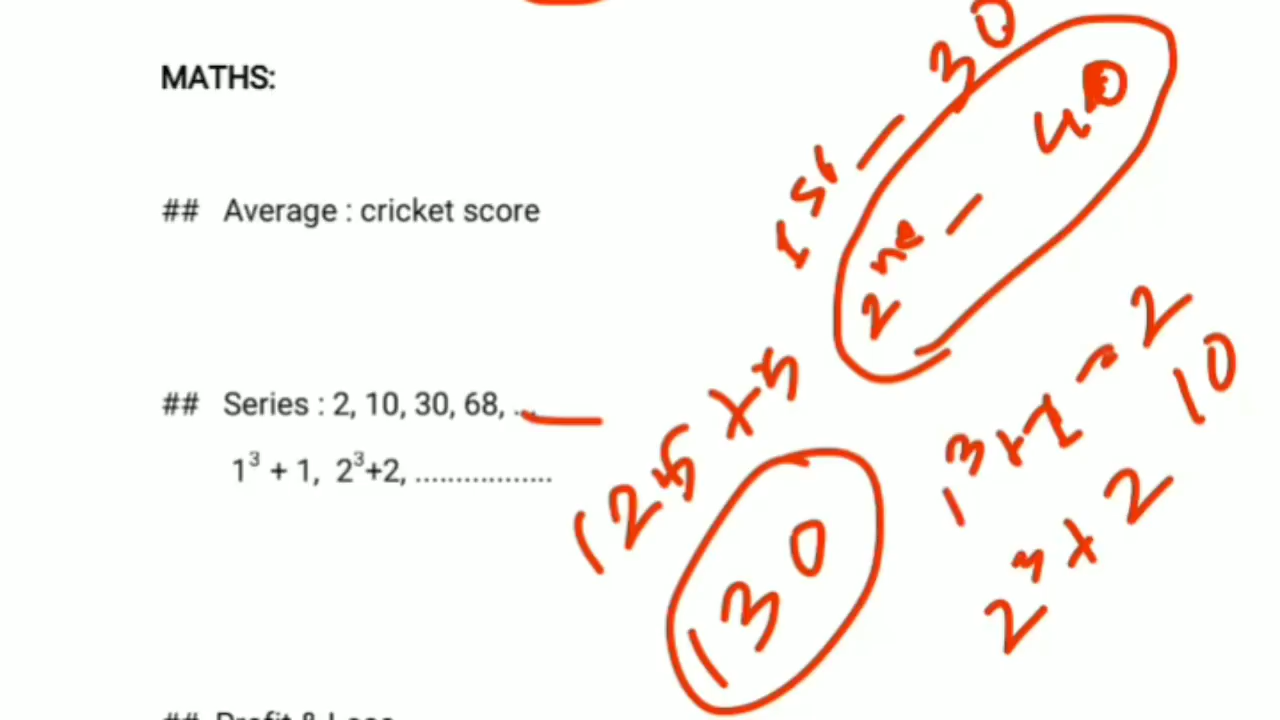 MATHS:
## Average : cricket score
1st – 30
2nd – 40
## Series : 2, 10, 30, 68, ...
1³ + 1, 2³+2, .................
125 + 5
130
1³ + 1 = 2
2³ + 2
10